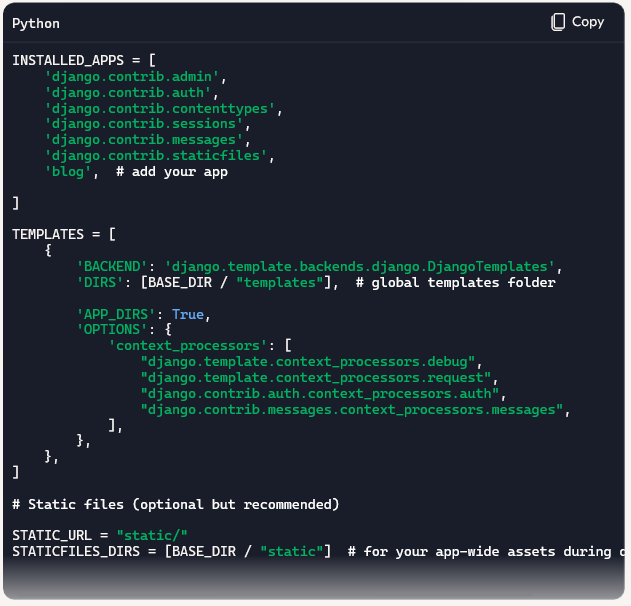 Python
Copy
INSTALLED_APPS = [
    'django.contrib.admin',
    'django.contrib.auth',
    'django.contrib.contenttypes',
    'django.contrib.sessions',
    'django.contrib.messages',
    'django.contrib.staticfiles',
    'blog',  # add your app
]
TEMPLATES = [
    {
        'BACKEND': 'django.template.backends.django.DjangoTemplates',
        'DIRS': [BASE_DIR / "templates"],  # global templates folder
        'APP_DIRS': True,
        'OPTIONS': {
            'context_processors': [
                "django.template.context_processors.debug",
                "django.template.context_processors.request",
                "django.contrib.auth.context_processors.auth",
                "django.contrib.messages.context_processors.messages",
            ],
        },
    },
]
# Static files (optional but recommended)
STATIC_URL = "static/"
STATICFILES_DIRS = [BASE_DIR / "static"]  # for your app-wide assets during